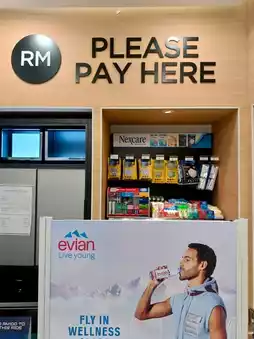 RM
PLEASE
PAY HERE
Nexcare
evian
Live young
FLY IN
WELLNESS